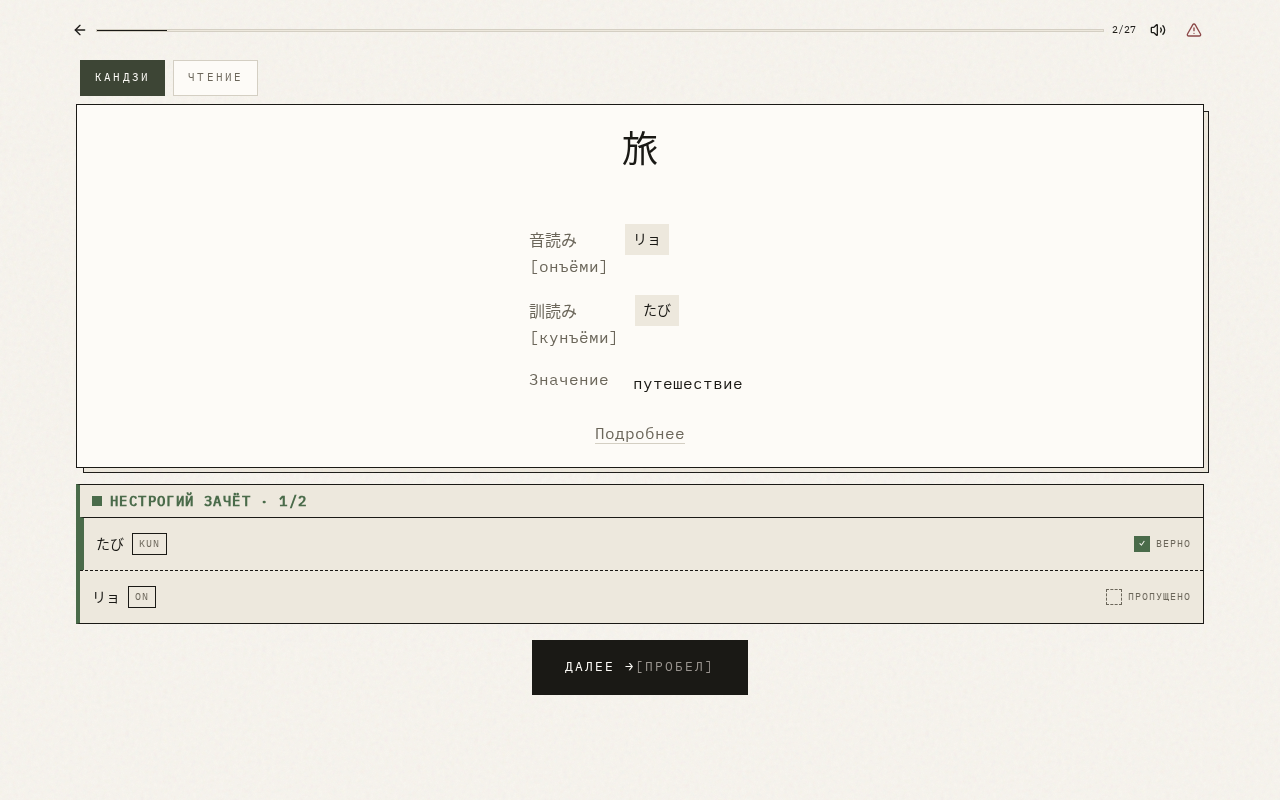 2/27
КАНДЗИ
ЧТЕНИЕ
旅
音読み リョ
[онъёми]
訓読み たび
[кунъёми]
Значение путешествие
Подробнее
НЕСТРОГИЙ ЗАЧЁТ · 1/2
たび KUN ВЕРНО
リョ ON ПРОПУЩЕНО
ДАЛЕЕ →[ПРОБЕЛ]